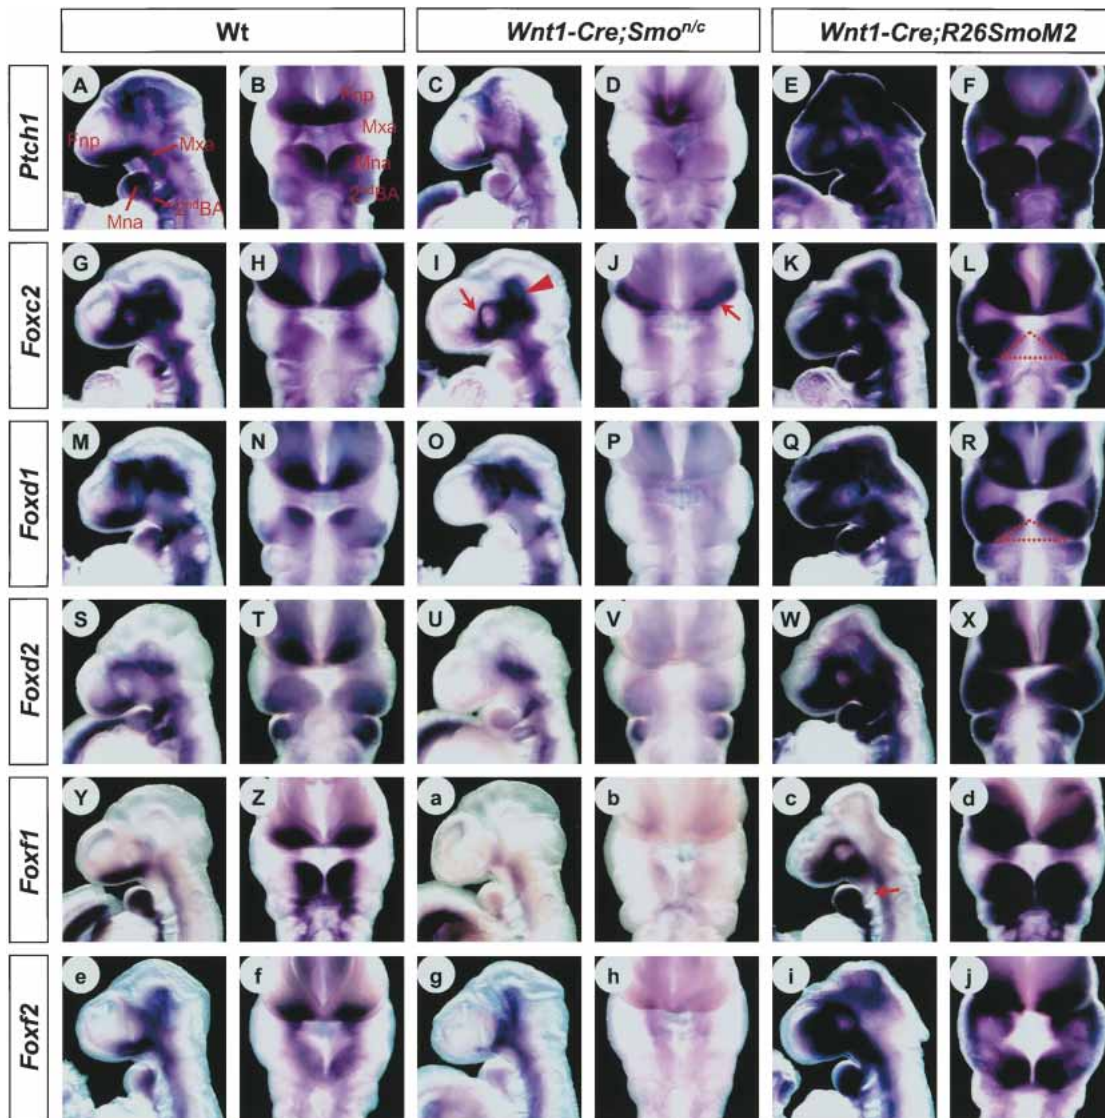 Wt
Wnt1-Cre;Smo^n/c
Wnt1-Cre;R26SmoM2
Ptch1
A
B
C
D
E
F
Fnp
Mxa
Mna
2ndBA
Fnp
Mxa
Mna
2ndBA
Foxc2
G
H
I
J
K
L
Foxd1
M
N
O
P
Q
R
Foxd2
S
T
U
V
W
X
Foxf1
Y
Z
a
b
c
d
Foxf2
e
f
g
h
i
j